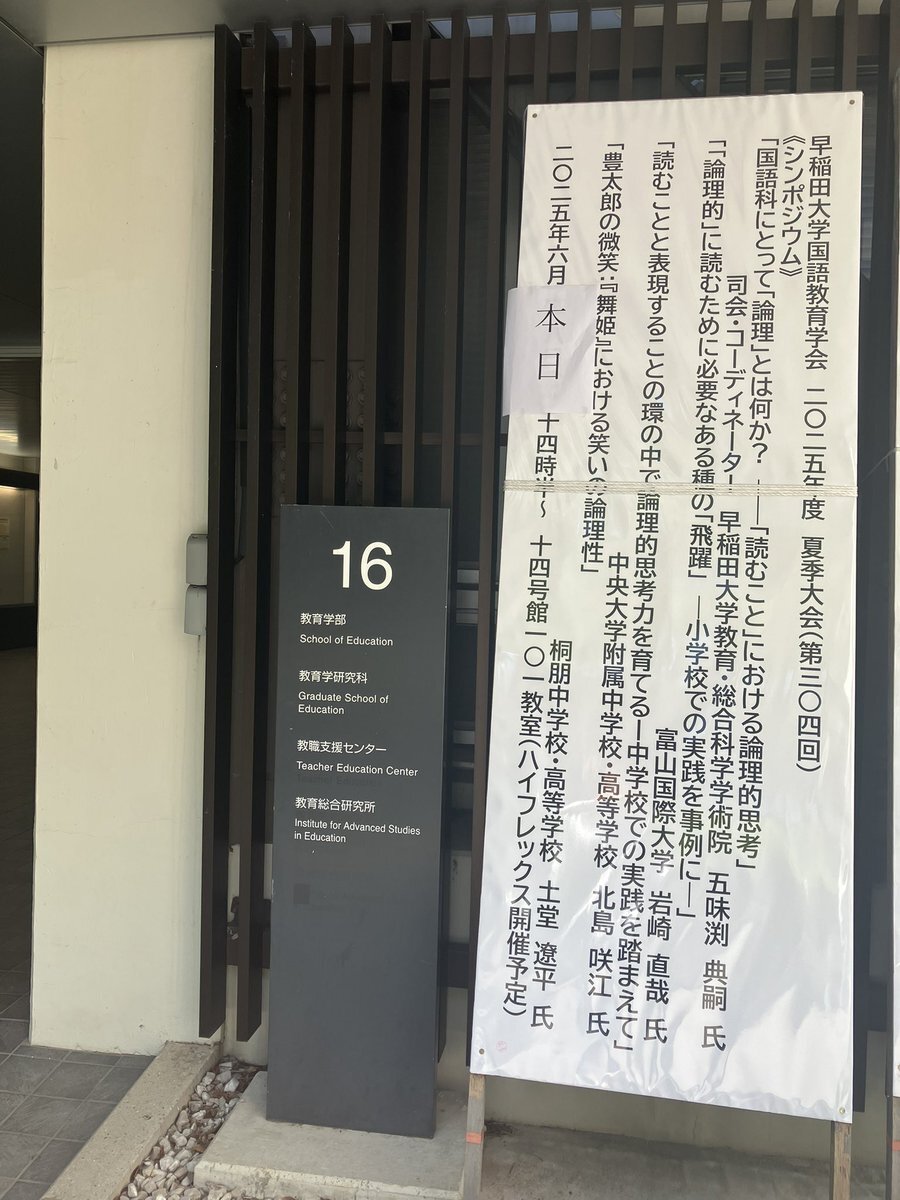 早稲田大学国語教育学会 二〇二五年度 夏季大会(第三〇四回)
《シンポジウム》
「国語科にとって「論理」とは何か? ――「読むこと」における論理的思考」
司会・コーディネーター 早稲田大学教育・総合科学学術院 五味渕 典嗣 氏
「「論理的」に読むために必要なある種の「飛躍」 ―小学校での実践を事例に―」
富山国際大学 岩崎 直哉 氏
「読むことと表現することの環の中で論理的思考力を育てる―中学校での実践を踏まえて」
中央大学附属中学校・高等学校 北島 咲江 氏
「豊太郎の微笑:『舞姫』における笑いの論理性」
桐朋中学校・高等学校 土堂 遼平 氏
二〇二五年六月 本日 十四時半~ 十四号館一〇一教室(ハイフレックス開催予定)
16
教育学部
School of Education
教育学研究科
Graduate School of
Education
教職支援センター
Teacher Education Center
教育総合研究所
Institute for Advanced Studies
in Education